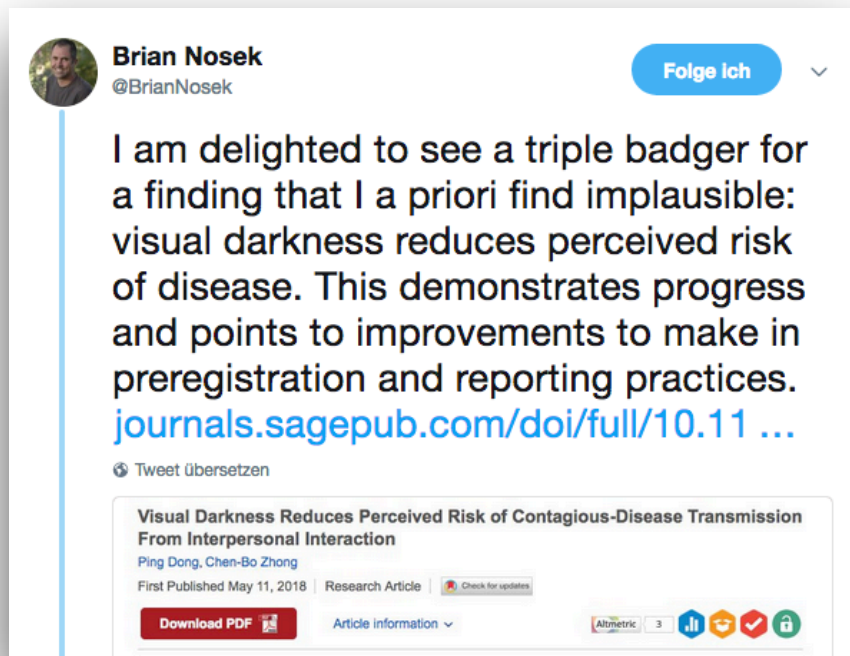 Brian Nosek
@BrianNosek
Folge ich
I am delighted to see a triple badger for
a finding that I a priori find implausible:
visual darkness reduces perceived risk
of disease. This demonstrates progress
and points to improvements to make in
preregistration and reporting practices.
journals.sagepub.com/doi/full/10.11 ...
Tweet übersetzen
Visual Darkness Reduces Perceived Risk of Contagious-Disease Transmission
From Interpersonal Interaction
Ping Dong, Chen-Bo Zhong
First Published May 11, 2018 | Research Article | Check for updates
Download PDF Article information Altmetric 3